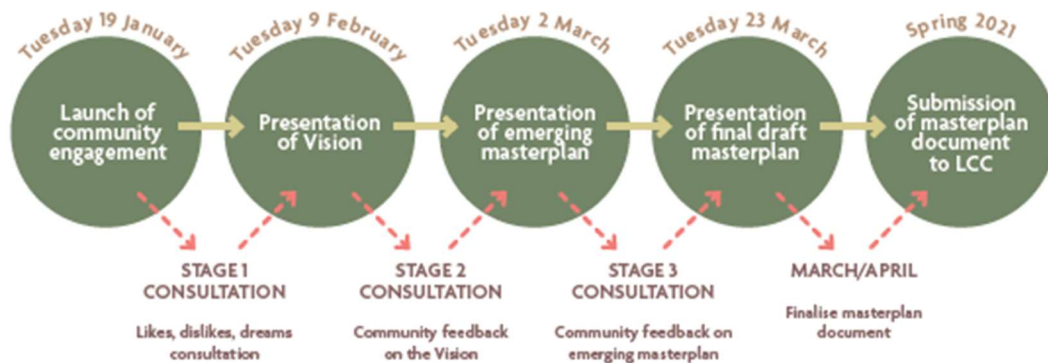 Tuesday 19 January
Tuesday 9 February
Tuesday 2 March
Tuesday 23 March
Spring 2021
Launch of
community
engagement
Presentation
of Vision
Presentation
of emerging
masterplan
Presentation
of final draft
masterplan
Submission
of masterplan
document
to LCC
STAGE 1
CONSULTATION
Likes, dislikes, dreams
consultation
STAGE 2
CONSULTATION
Community feedback
on the Vision
STAGE 3
CONSULTATION
Community feedback on
emerging masterplan
MARCH/APRIL
Finalise masterplan
document